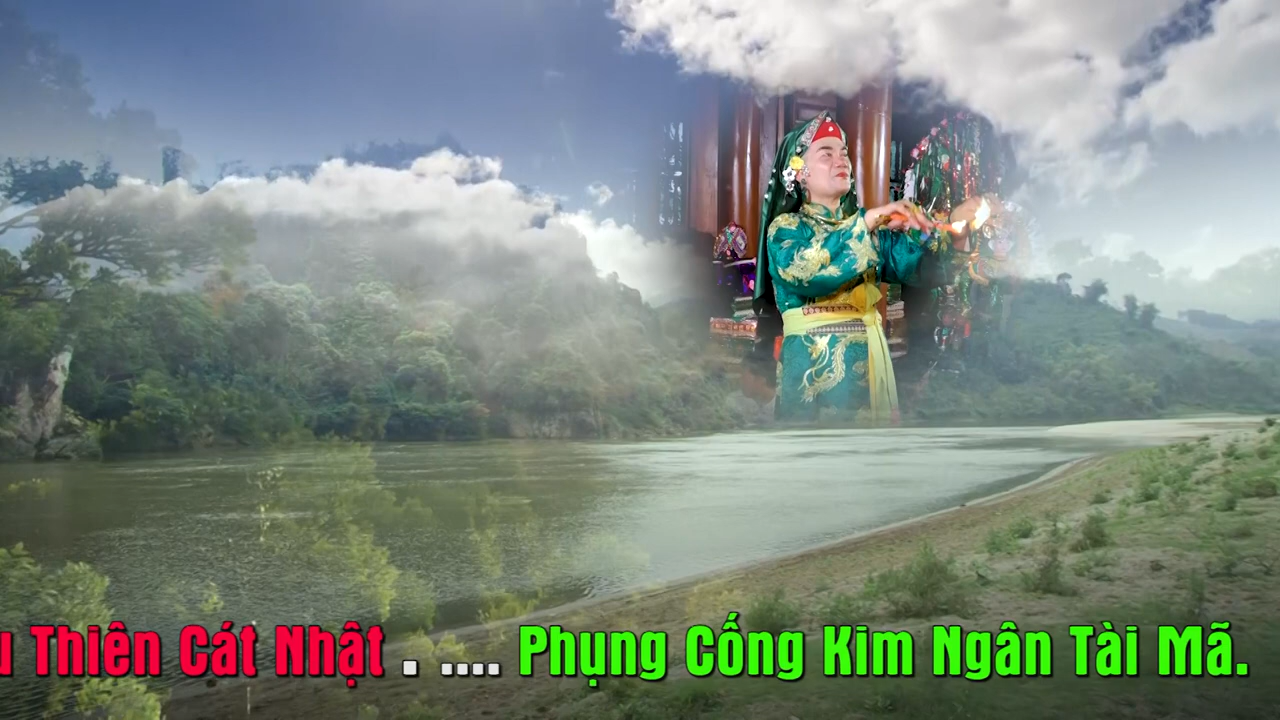 Thiên Cát Nhật . .... Phụng Cống Kim Ngân Tài Mã.